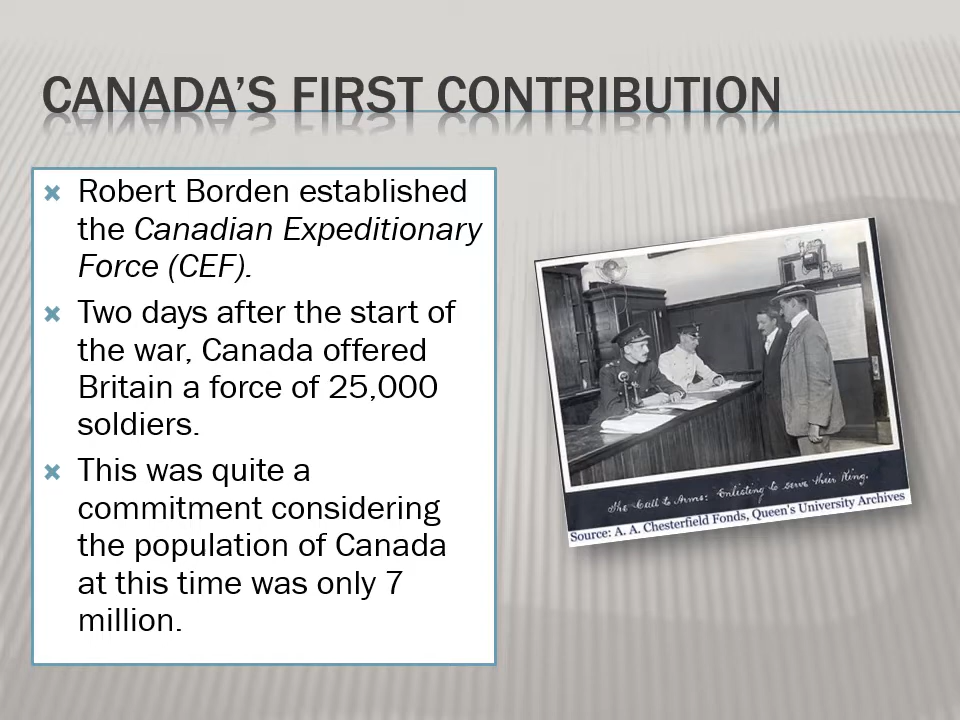 CANADA'S FIRST CONTRIBUTION
Robert Borden established
the Canadian Expeditionary
Force (CEF).
Two days after the start of
the war, Canada offered
Britain a force of 25,000
soldiers.
This was quite a
commitment considering
the population of Canada
at this time was only 7
million.
The Call to Arms: Enlisting to serve their King.
Source: A. A. Chesterfield Fonds, Queen's University Archives